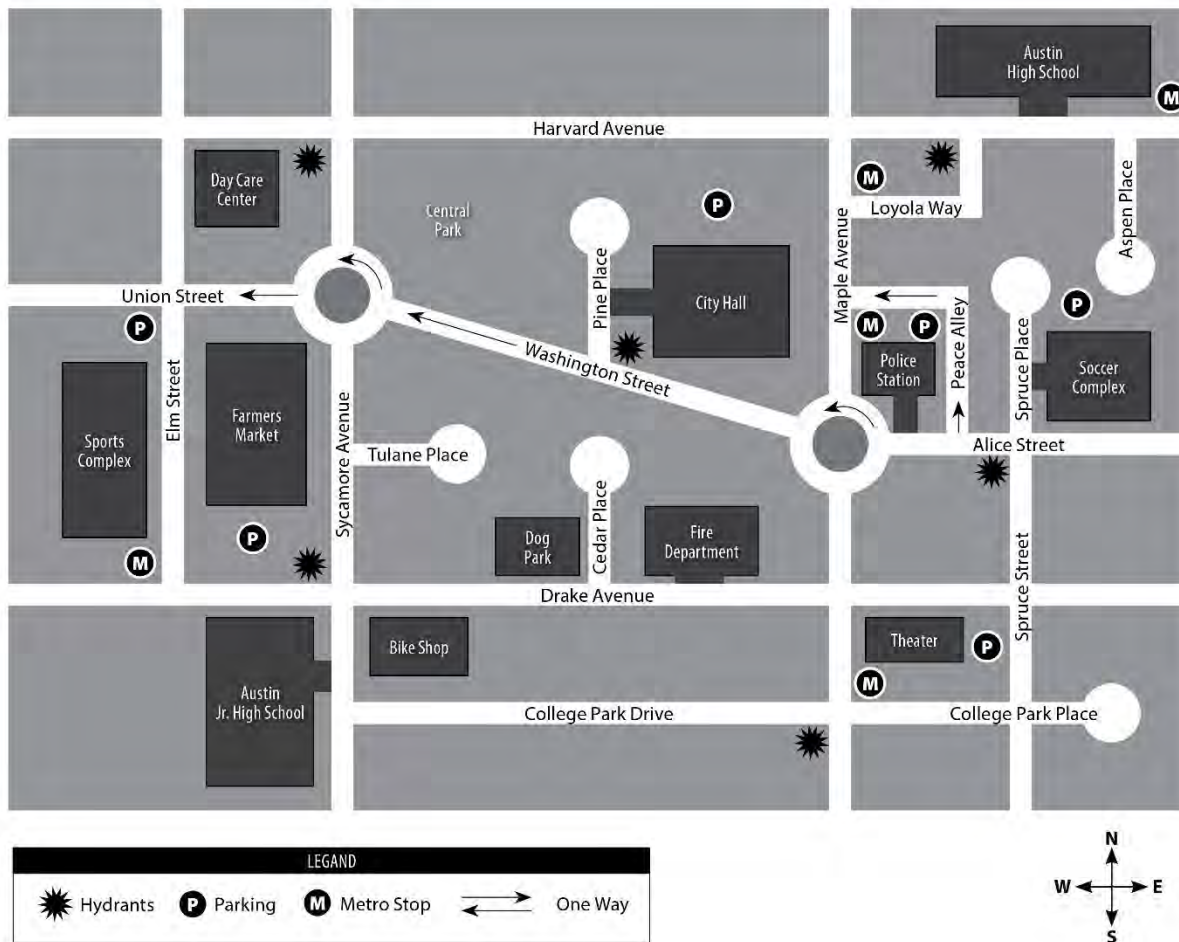 Austin
High School
M
Harvard Avenue
Day Care
Center
M
Loyola Way
Central
Park
P
Pine Place
City Hall
Maple Avenue
Aspen Place
Union Street
P
Elm Street
Farmers
Market
Sports
Complex
Sycamore Avenue
Washington Street
M
P
Police
Station
Peace Alley
Spruce Place
P
Soccer
Complex
Alice Street
Tulane Place
P
M
Dog
Park
Cedar Place
Fire
Department
Drake Avenue
Spruce Street
Austin
Jr. High School
Bike Shop
Theater
P
M
College Park Drive
College Park Place
LEGAND
Hydrants
P Parking
M Metro Stop
One Way
N
W E
S